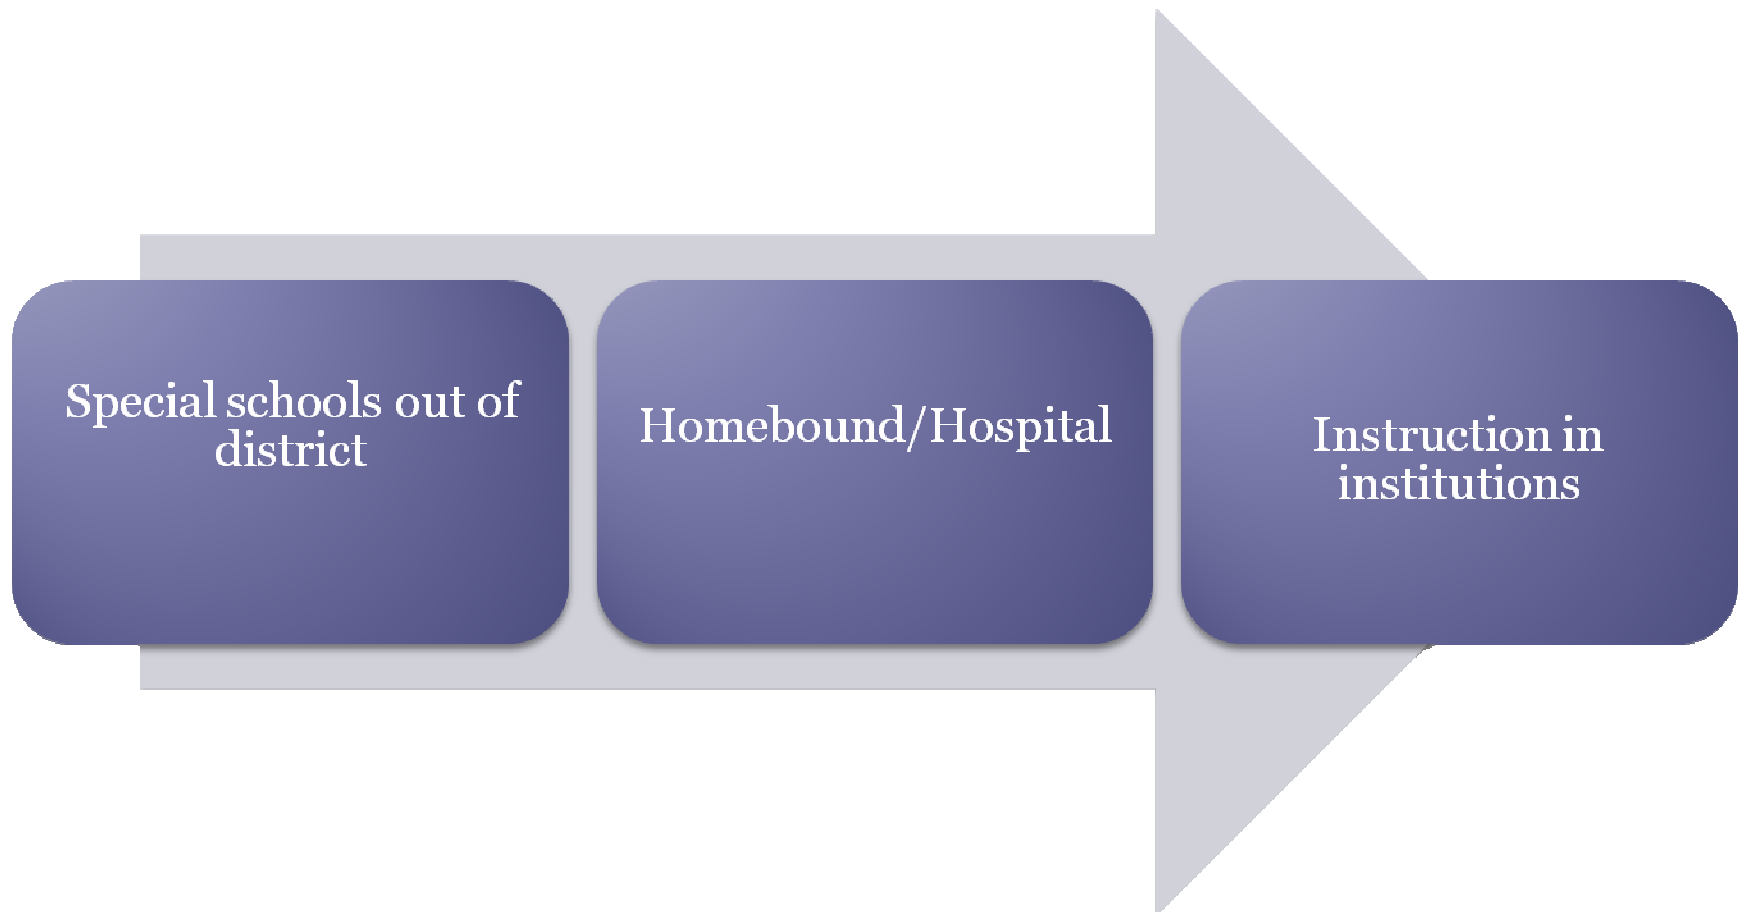 Special schools out of
district
Homebound/Hospital
Instruction in
institutions